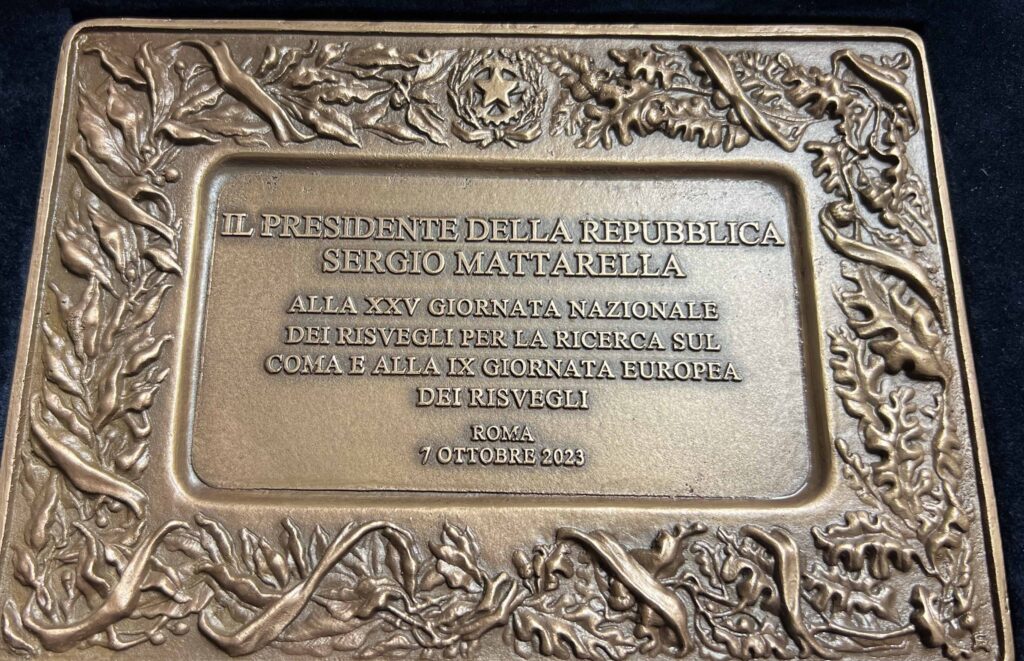 IL PRESIDENTE DELLA REPUBBLICA
SERGIO MATTARELLA
ALLA XXV GIORNATA NAZIONALE
DEI RISVEGLI PER LA RICERCA SUL
COMA E ALLA IX GIORNATA EUROPEA
DEI RISVEGLI
ROMA
7 OTTOBRE 2023